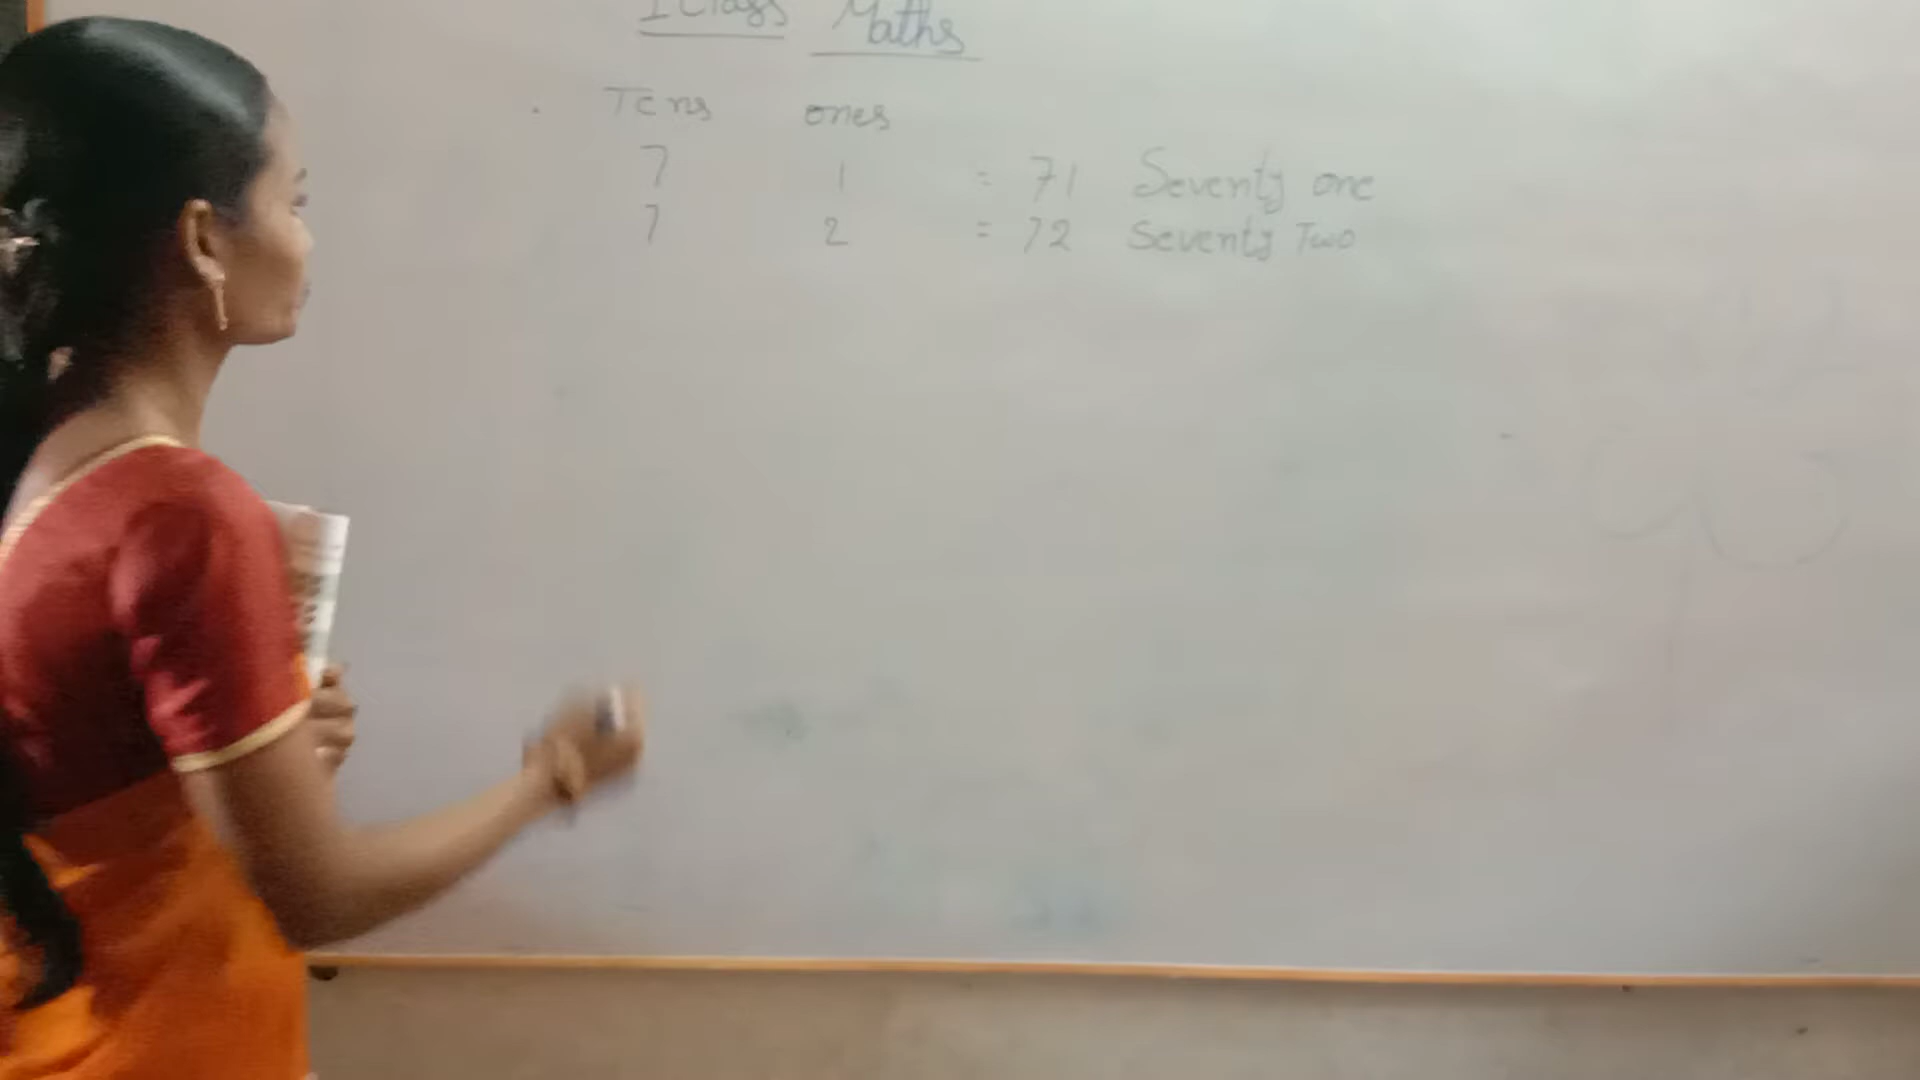 I Class Maths
Tens ones
7 1 = 71 Seventy one
7 2 = 72 Seventy Two